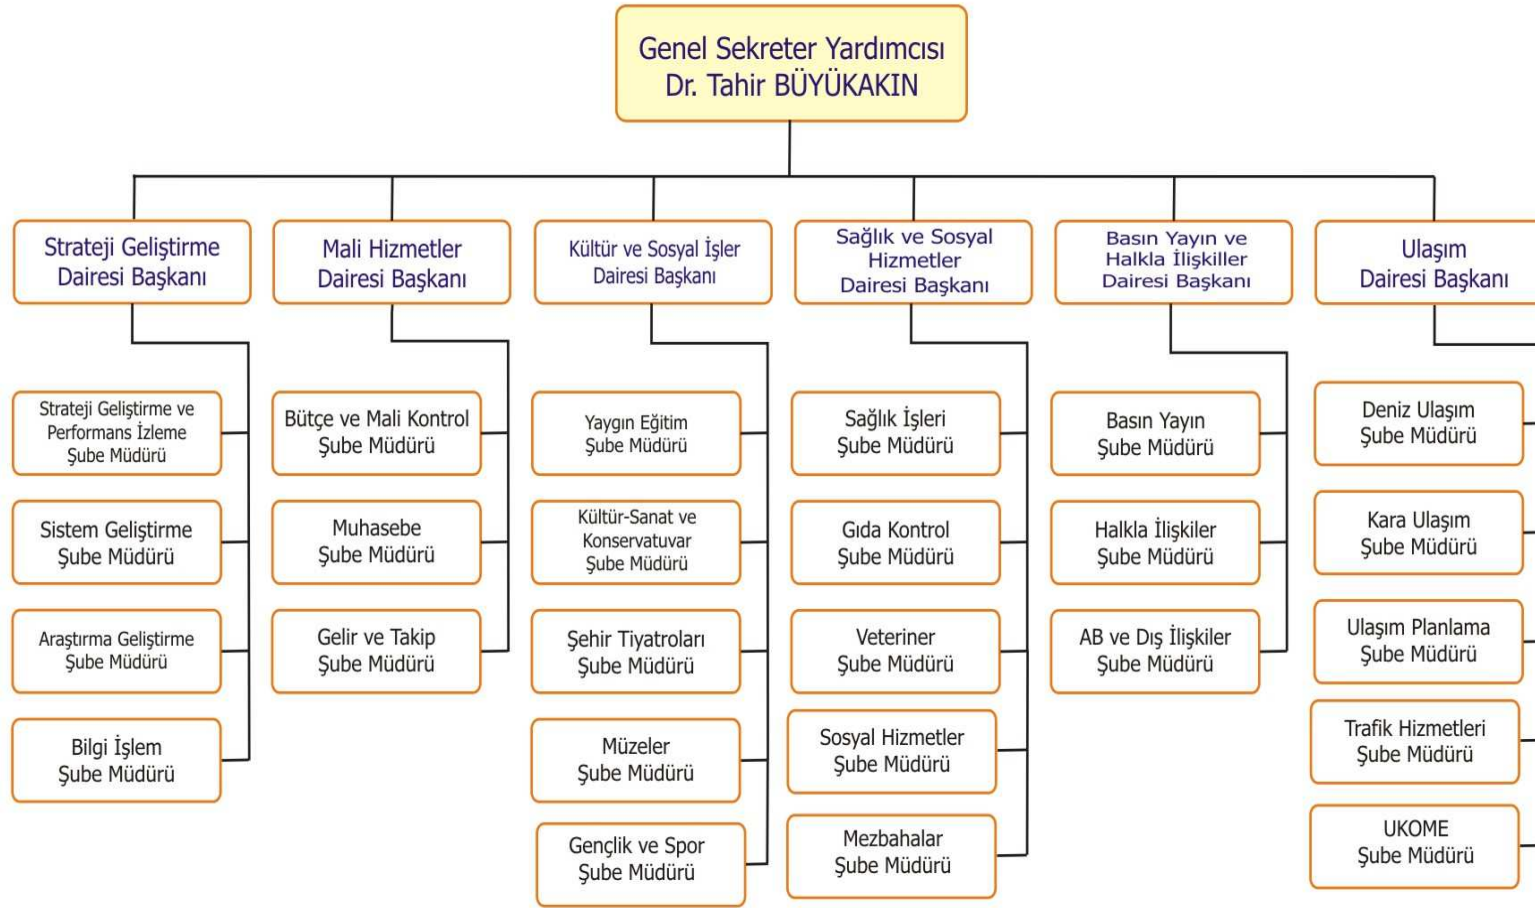 Genel Sekreter Yardımcısı
Dr. Tahir BÜYÜKAKIN
Strateji Geliştirme
Dairesi Başkanı
Mali Hizmetler
Dairesi Başkanı
Kültür ve Sosyal İşler
Dairesi Başkanı
Sağlık ve Sosyal
Hizmetler
Dairesi Başkanı
Basın Yayın ve
Halkla İlişkiller
Dairesi Başkanı
Ulaşım
Dairesi Başkanı
Strateji Geliştirme ve
Performans İzleme
Şube Müdürü
Sistem Geliştirme
Şube Müdürü
Araştırma Geliştirme
Şube Müdürü
Bilgi İşlem
Şube Müdürü
Bütçe ve Mali Kontrol
Şube Müdürü
Muhasebe
Şube Müdürü
Gelir ve Takip
Şube Müdürü
Yaygın Eğitim
Şube Müdürü
Kültür-Sanat ve
Konservatuvar
Şube Müdürü
Şehir Tiyatroları
Şube Müdürü
Müzeler
Şube Müdürü
Gençlik ve Spor
Şube Müdürü
Sağlık İşleri
Şube Müdürü
Gıda Kontrol
Şube Müdürü
Veteriner
Şube Müdürü
Sosyal Hizmetler
Şube Müdürü
Mezbahalar
Şube Müdürü
Basın Yayın
Şube Müdürü
Halkla İlişkiler
Şube Müdürü
AB ve Dış İlişkiler
Şube Müdürü
Deniz Ulaşım
Şube Müdürü
Kara Ulaşım
Şube Müdürü
Ulaşım Planlama
Şube Müdürü
Trafik Hizmetleri
Şube Müdürü
UKOME
Şube Müdürü